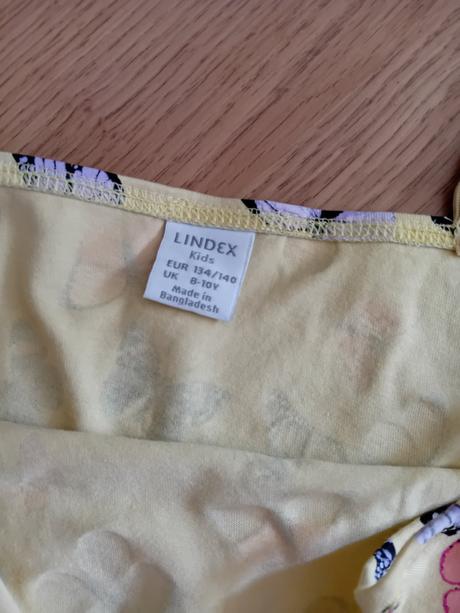 LINDEX
Kids
EUR 134/140
UK 8-10Y
Made in
Bangladesh